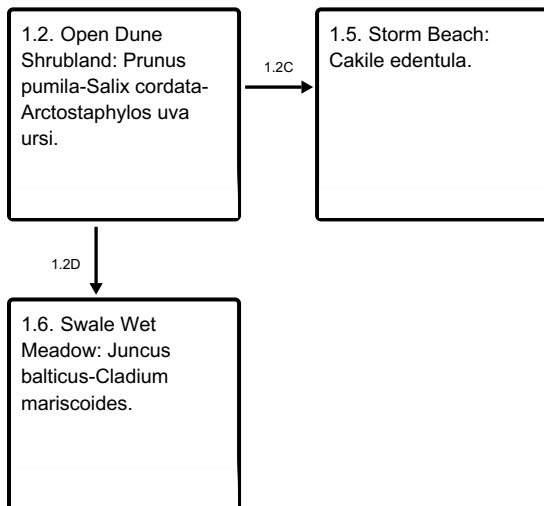 1.2. Open Dune
Shrubland: Prunus
pumila-Salix cordata-
Arctostaphylos uva
ursi.
1.2C
1.5. Storm Beach:
Cakile edentula.
1.2D
1.6. Swale Wet
Meadow: Juncus
balticus-Cladium
mariscoides.